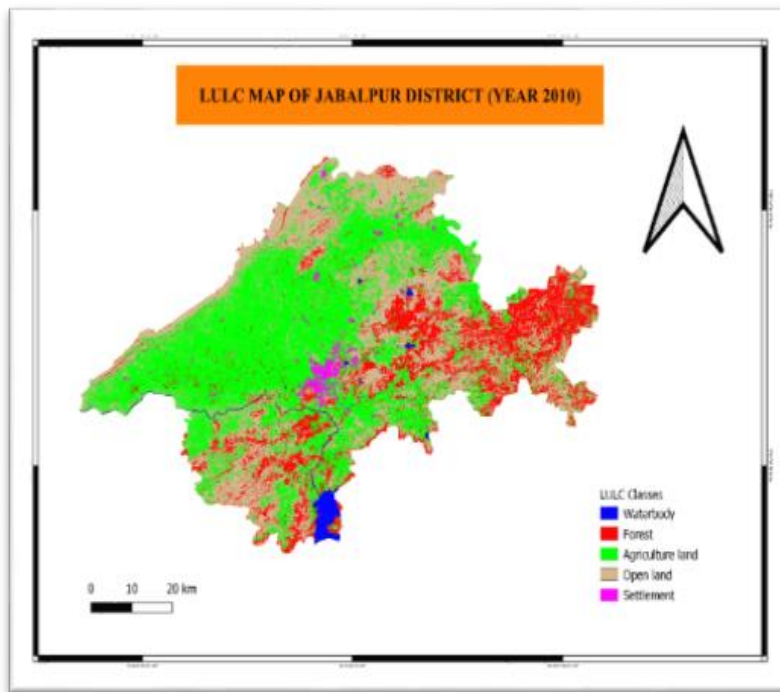 LULC MAP OF JABALPUR DISTRICT (YEAR 2010)
LULC Classes
Waterbody
Forest
Agriculture land
Open land
Settlement
0 10 20 km